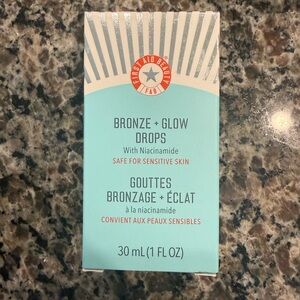 FIRST AID BEAUTY
FAB
BRONZE + GLOW
DROPS
With Niacinamide
SAFE FOR SENSITIVE SKIN
GOUTTES
BRONZAGE + ÉCLAT
à la niacinamide
CONVIENT AUX PEAUX SENSIBLES
30 mL (1 FL OZ)